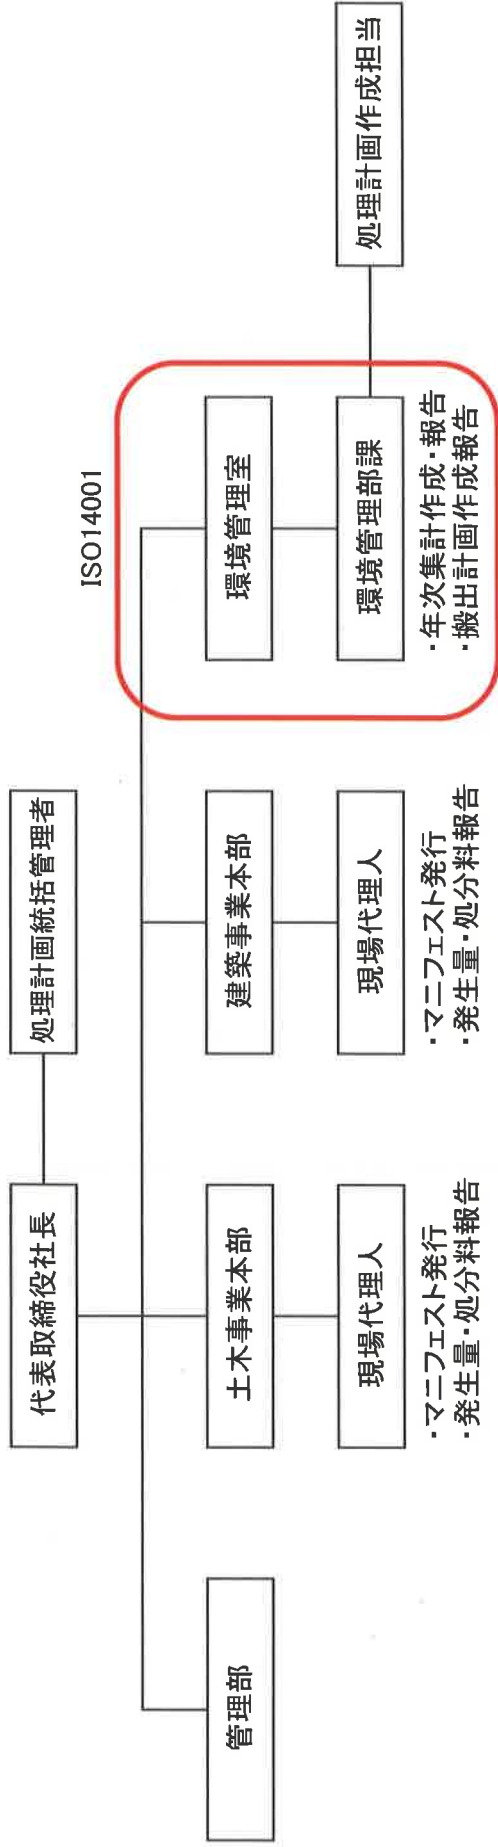 代表取締役社長
処理計画統括管理者
ISO14001
管理部
土木事業本部
建築事業本部
環境管理室
現場代理人
現場代理人
環境管理部課
処理計画作成担当
・マニフェスト発行
・発生量・処分料報告
・マニフェスト発行
・発生量・処分料報告
・年次集計作成・報告
・搬出計画作成報告